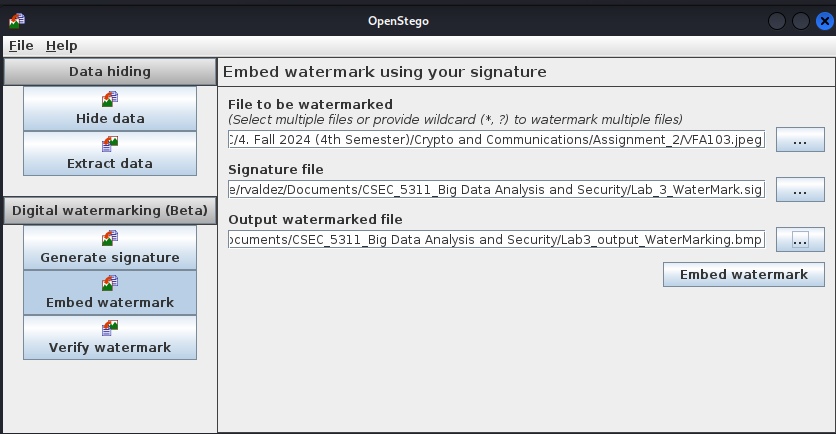 OpenStego
File Help
Data hiding
Hide data
Extract data
Digital watermarking (Beta)
Generate signature
Embed watermark
Verify watermark
Embed watermark using your signature
File to be watermarked
(Select multiple files or provide wildcard (*, ?) to watermark multiple files)
:/4. Fall 2024 (4th Semester)/Crypto and Communications/Assignment_2/VFA103.jpeg
...
Signature file
e/rvaldez/Documents/CSEC_5311_Big Data Analysis and Security/Lab_3_WaterMark.sig
...
Output watermarked file
ocuments/CSEC_5311_Big Data Analysis and Security/Lab3_output_WaterMarking.bmp
...
Embed watermark